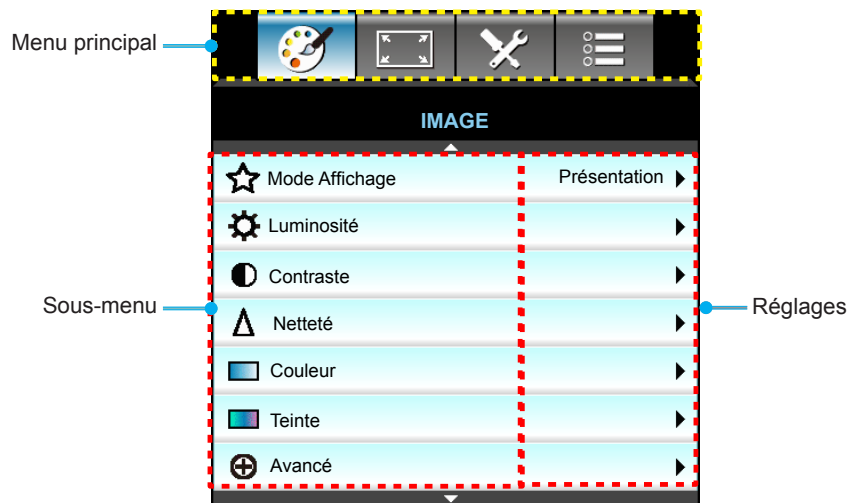 Menu principal
IMAGE
Mode Affichage Présentation
Luminosité
Contraste
Sous-menu
Réglages
Netteté
Couleur
Teinte
Avancé